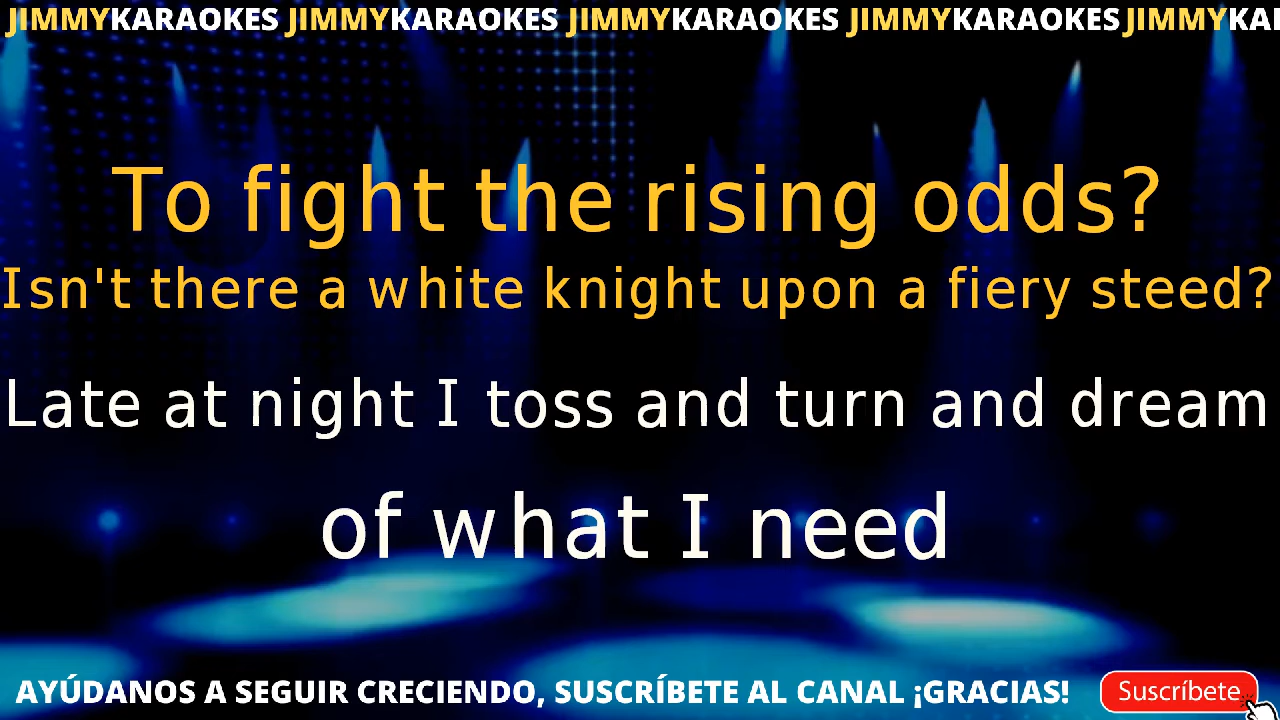 JIMMYKARAOKES JIMMYKARAOKES JIMMYKARAOKES JIMMYKARAOKES JIMMYKA
To fight the rising odds?
Isn't there a white knight upon a fiery steed?
Late at night I toss and turn and dream
of what I need
AYÚDANOS A SEGUIR CRECIENDO, SUSCRÍBETE AL CANAL ¡GRACIAS! Suscríbete